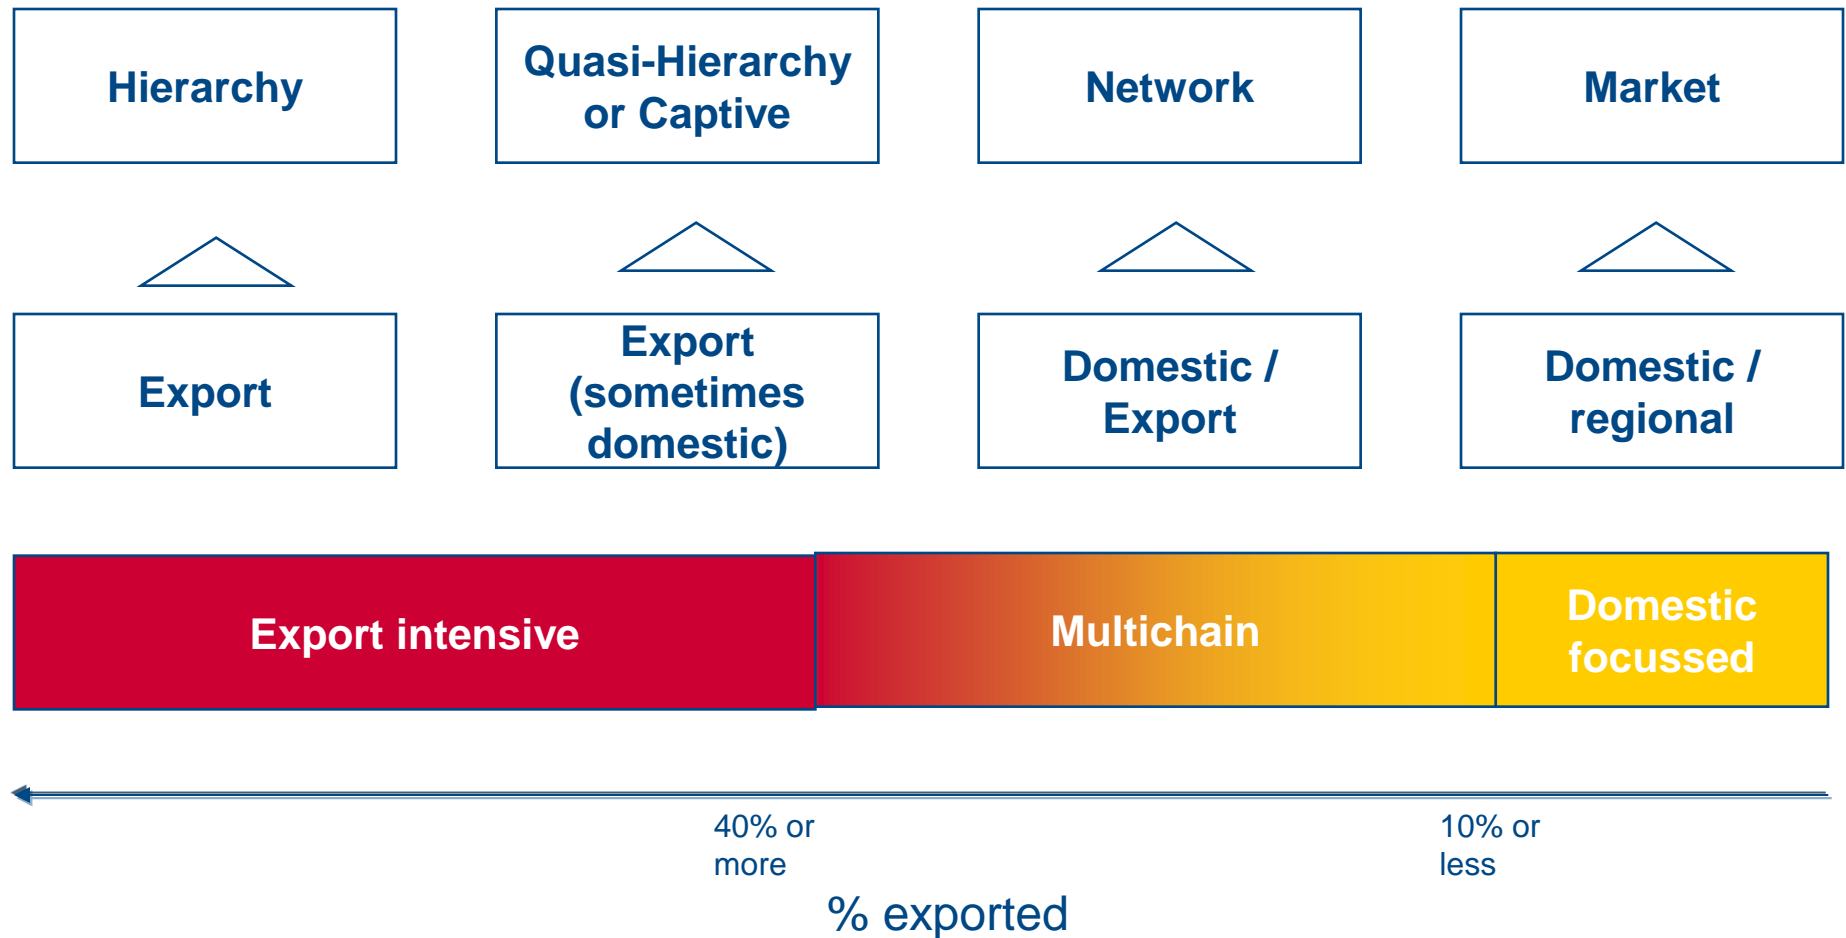 Hierarchy
Quasi-Hierarchy
or Captive
Network
Market
Export
Export
(sometimes
domestic)
Domestic /
Export
Domestic /
regional
Export intensive
Multichain
Domestic
focussed
40% or
more
10% or
less
% exported